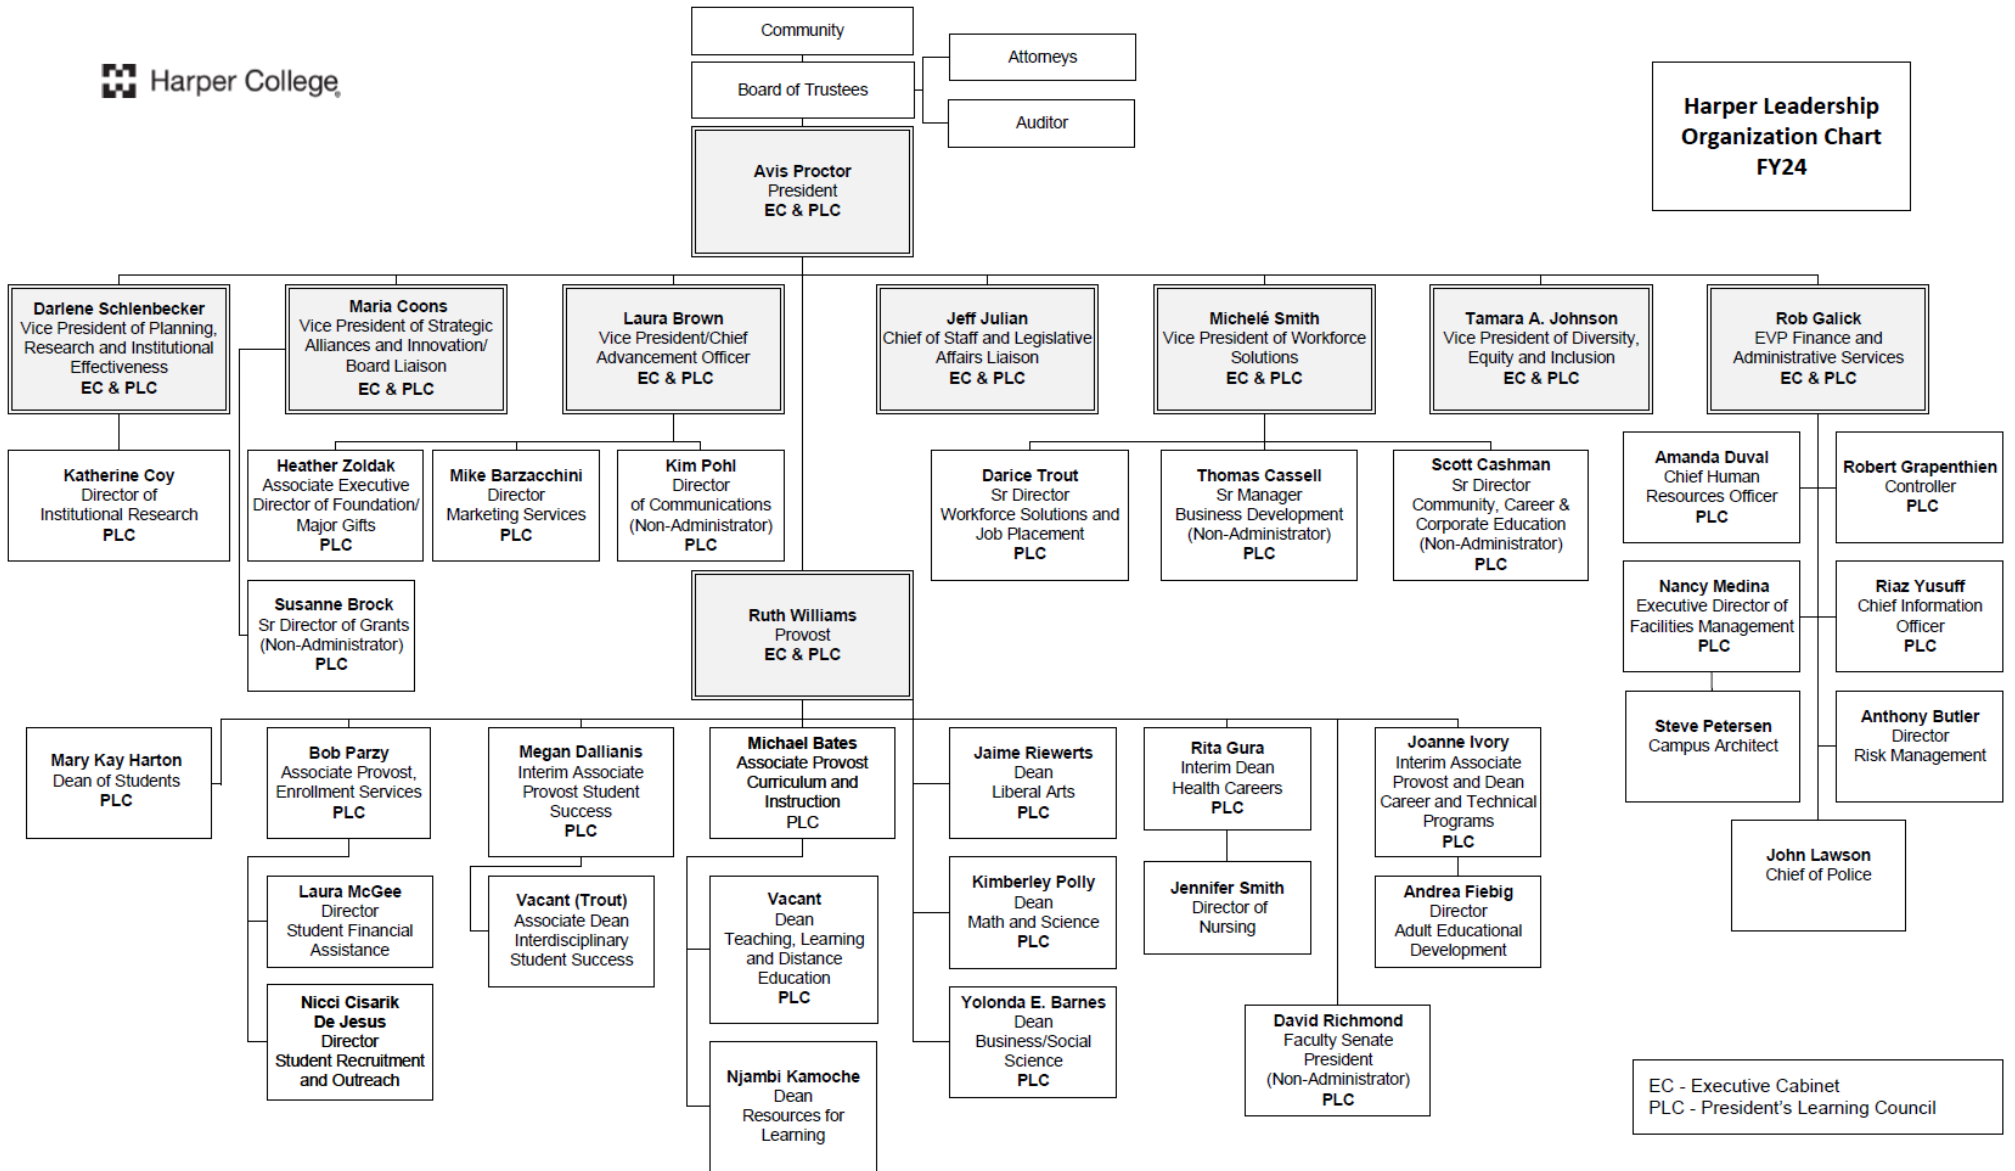 Community
Board of Trustees
Attorneys
Auditor
Harper College®
Harper Leadership
Organization Chart
FY24
Avis Proctor
President
EC & PLC
Darlene Schlenbecker
Vice President of Planning,
Research and Institutional
Effectiveness
EC & PLC
Maria Coons
Vice President of Strategic
Alliances and Innovation/
Board Liaison
EC & PLC
Laura Brown
Vice President/Chief
Advancement Officer
EC & PLC
Jeff Julian
Chief of Staff and Legislative
Affairs Liaison
EC & PLC
Michelé Smith
Vice President of Workforce
Solutions
EC & PLC
Tamara A. Johnson
Vice President of Diversity,
Equity and Inclusion
EC & PLC
Rob Galick
EVP Finance and
Administrative Services
EC & PLC
Katherine Coy
Director of
Institutional Research
PLC
Heather Zoldak
Associate Executive
Director of Foundation/
Major Gifts
PLC
Mike Barzacchini
Director
Marketing Services
PLC
Kim Pohl
Director
of Communications
(Non-Administrator)
PLC
Darice Trout
Sr Director
Workforce Solutions and
Job Placement
PLC
Thomas Cassell
Sr Manager
Business Development
(Non-Administrator)
PLC
Scott Cashman
Sr Director
Community, Career &
Corporate Education
(Non-Administrator)
PLC
Amanda Duval
Chief Human
Resources Officer
PLC
Robert Grapenthien
Controller
PLC
Susanne Brock
Sr Director of Grants
(Non-Administrator)
PLC
Ruth Williams
Provost
EC & PLC
Nancy Medina
Executive Director of
Facilities Management
PLC
Riaz Yusuff
Chief Information
Officer
PLC
Steve Petersen
Campus Architect
Anthony Butler
Director
Risk Management
John Lawson
Chief of Police
Mary Kay Harton
Dean of Students
PLC
Bob Parzy
Associate Provost,
Enrollment Services
PLC
Megan Dallianis
Interim Associate
Provost Student
Success
PLC
Michael Bates
Associate Provost
Curriculum and
Instruction
PLC
Jaime Riewerts
Dean
Liberal Arts
PLC
Rita Gura
Interim Dean
Health Careers
PLC
Joanne Ivory
Interim Associate
Provost and Dean
Career and Technical
Programs
PLC
Laura McGee
Director
Student Financial
Assistance
Vacant (Trout)
Associate Dean
Interdisciplinary
Student Success
Vacant
Dean
Teaching, Learning
and Distance
Education
PLC
Kimberley Polly
Dean
Math and Science
PLC
Jennifer Smith
Director of
Nursing
Andrea Fiebig
Director
Adult Educational
Development
Nicci Cisarik
De Jesus
Director
Student Recruitment
and Outreach
Njambi Kamoche
Dean
Resources for
Learning
Yolonda E. Barnes
Dean
Business/Social
Science
PLC
David Richmond
Faculty Senate
President
(Non-Administrator)
PLC
EC - Executive Cabinet
PLC - President's Learning Council